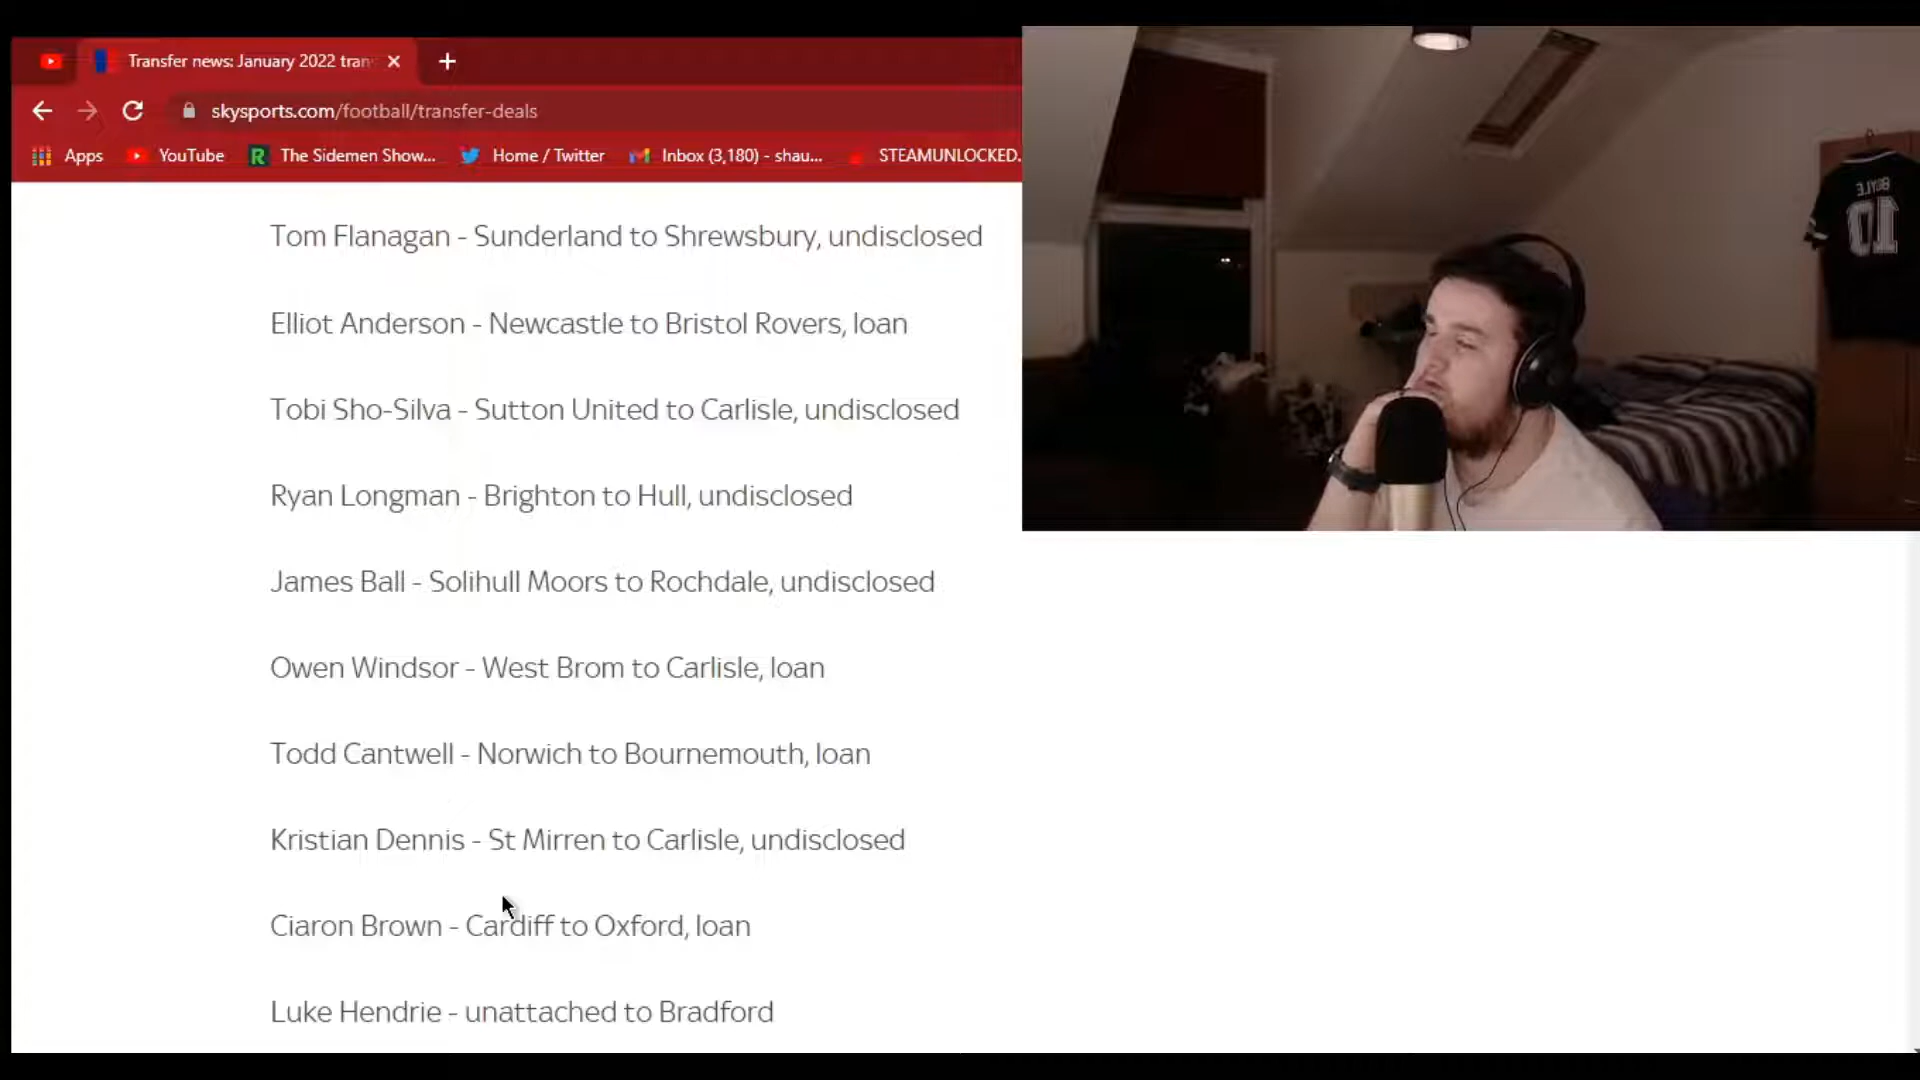 Transfer news: January 2022 tran
skysports.com/football/transfer-deals
Apps YouTube The Sidemen Show... Home / Twitter Inbox (3,180) - shau... STEAMUNLOCKED.
Tom Flanagan - Sunderland to Shrewsbury, undisclosed
Elliot Anderson - Newcastle to Bristol Rovers, loan
Tobi Sho-Silva - Sutton United to Carlisle, undisclosed
Ryan Longman - Brighton to Hull, undisclosed
James Ball - Solihull Moors to Rochdale, undisclosed
Owen Windsor - West Brom to Carlisle, loan
Todd Cantwell - Norwich to Bournemouth, loan
Kristian Dennis - St Mirren to Carlisle, undisclosed
Ciaron Brown - Cardiff to Oxford, loan
Luke Hendrie - unattached to Bradford
BOYLE
10